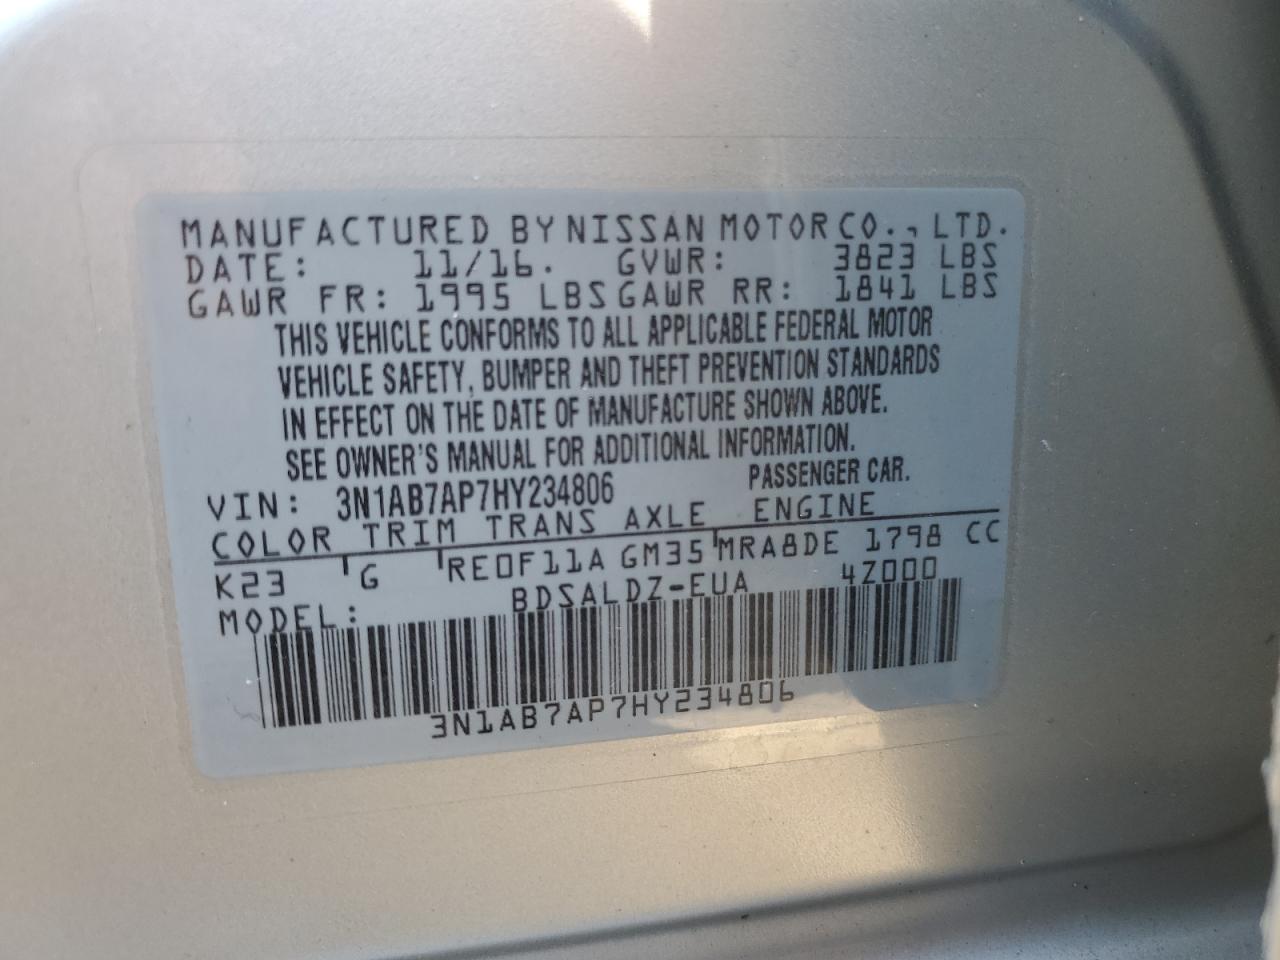 MANUFACTURED BY NISSAN MOTOR CO., LTD.
DATE: 11/16. GVWR: 3823 LBS
GAWR FR: 1995 LBS GAWR RR: 1841 LBS
THIS VEHICLE CONFORMS TO ALL APPLICABLE FEDERAL MOTOR
VEHICLE SAFETY, BUMPER AND THEFT PREVENTION STANDARDS
IN EFFECT ON THE DATE OF MANUFACTURE SHOWN ABOVE.
SEE OWNER'S MANUAL FOR ADDITIONAL INFORMATION.
VIN: 3N1AB7AP7HY234806 PASSENGER CAR.
COLOR TRIM TRANS AXLE ENGINE
K23 G RE0F11A GM35 MRA8DE 1798 CC
MODEL: BDSALDZ-EUA 4Z000
3N1AB7AP7HY234806